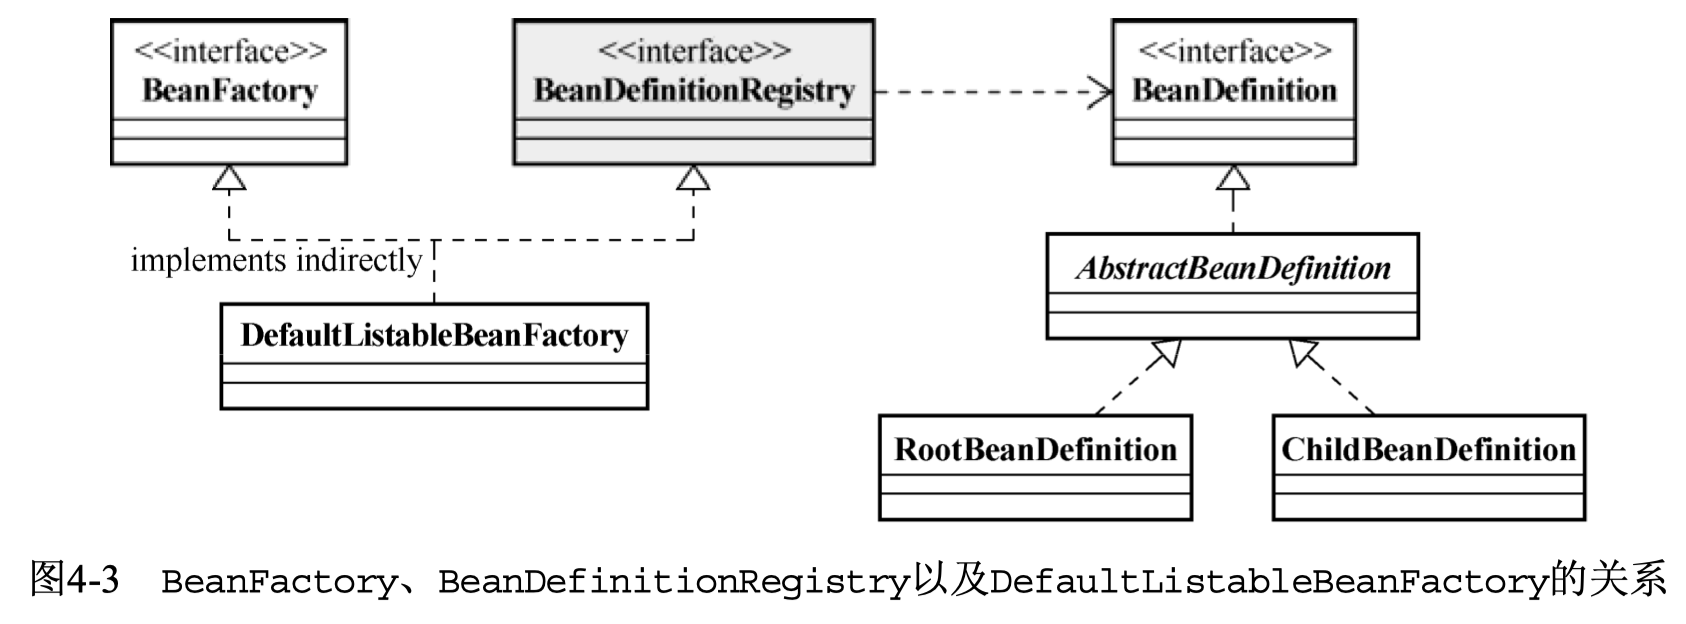 <<interface>>
BeanFactory
<<interface>>
BeanDefinitionRegistry
<<interface>>
BeanDefinition
implements indirectly
AbstractBeanDefinition
DefaultListableBeanFactory
RootBeanDefinition
ChildBeanDefinition
图4-3 BeanFactory、BeanDefinitionRegistry以及DefaultListableBeanFactory的关系